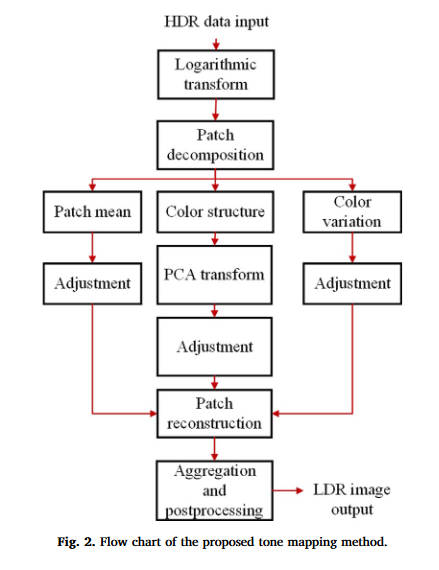 HDR data input
Logarithmic
transform
Patch
decomposition
Patch mean
Color structure
Color
variation
Adjustment
PCA transform
Adjustment
Adjustment
Patch
reconstruction
Aggregation
and
postprocessing
LDR image
output
Fig. 2. Flow chart of the proposed tone mapping method.